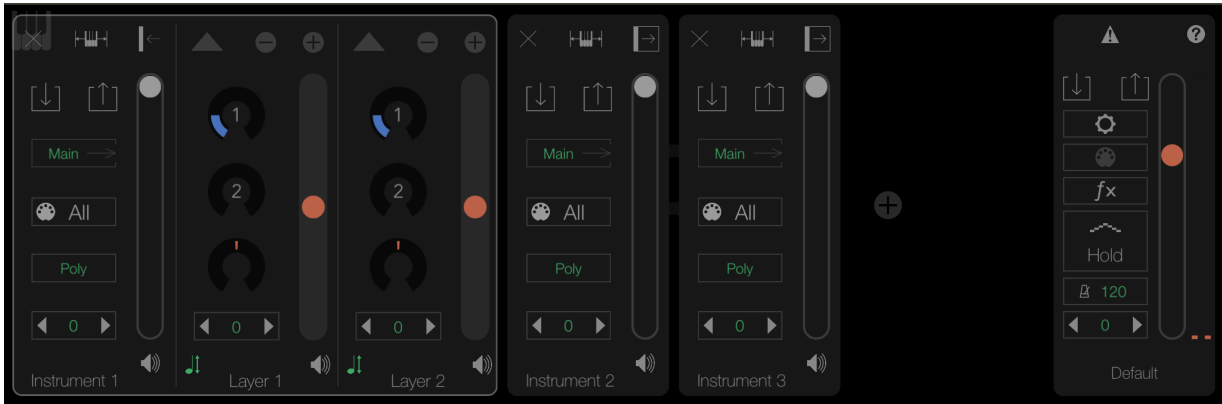 1
1
2
2
Main
Main
Main
All
All
All
fx
Hold
Poly
Poly
Poly
120
0
0
0
0
0
0
Instrument 1
Layer 1
Layer 2
Instrument 2
Instrument 3
Default